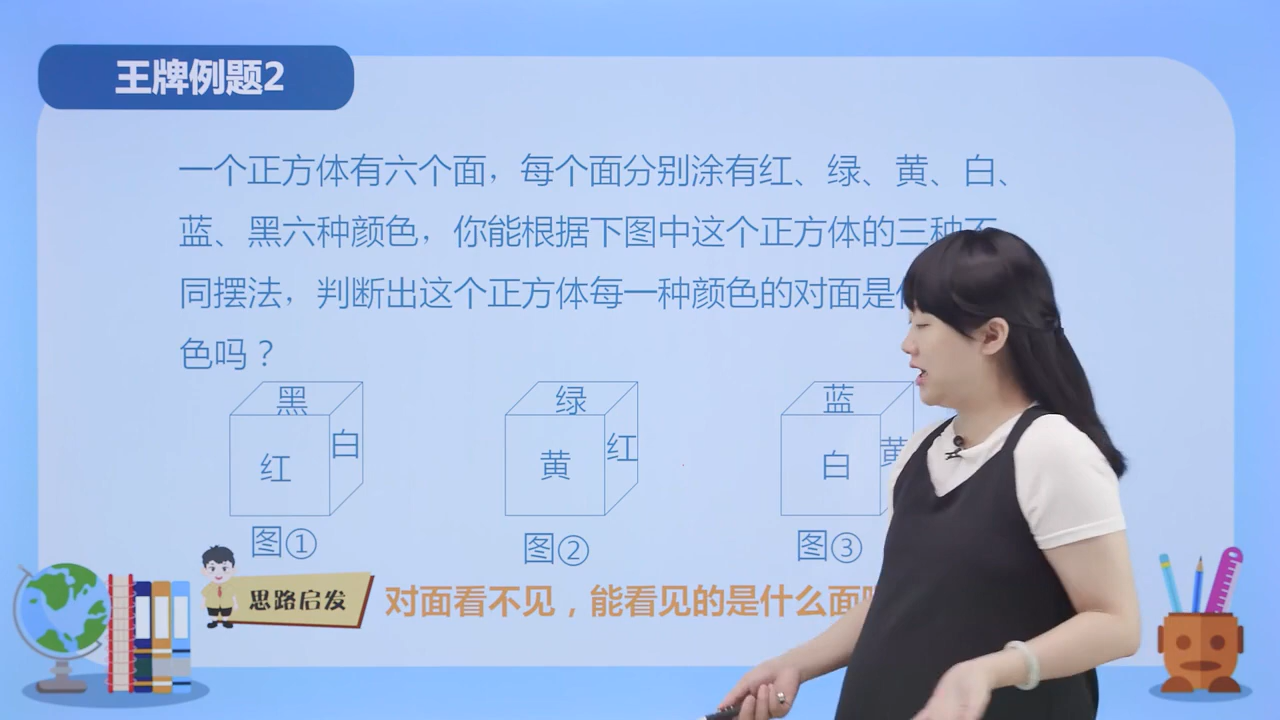 王牌例题2
一个正方体有六个面，每个面分别涂有红、绿、黄、白、
蓝、黑六种颜色，你能根据下图中这个正方体的三种不
同摆法，判断出这个正方体每一种颜色的对面是
色吗？
黑
红
白
绿
黄
红
蓝
白
黄
图①
图②
图③
思路启发
对面看不见，能看见的是什么面